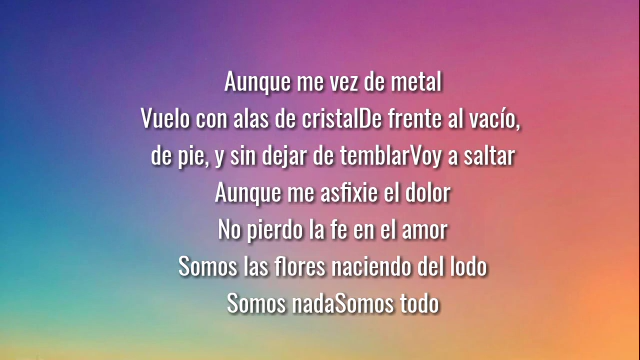 Aunque me vez de metal
Vuelo con alas de cristalDe frente al vacío,
de pie, y sin dejar de temblarVoy a saltar
Aunque me asfixie el dolor
No pierdo la fe en el amor
Somos las flores naciendo del lodo
Somos nadaSomos todo